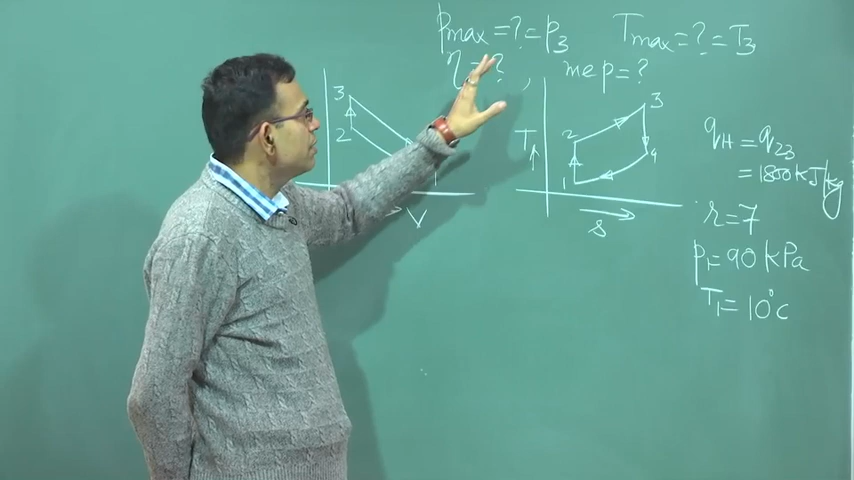 pmax = ? = p3
Tmax = ? = T3
η = ? , mep = ?
3
2
1
V
T
2
3
4
1
s
qH = q23
= 1800 kJ/kg
r = 7
p1 = 90 kPa
T1 = 10°c